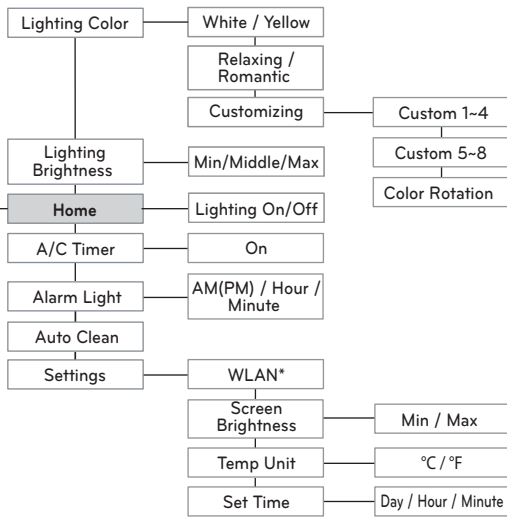 Lighting Color
White / Yellow
Relaxing /
Romantic
Customizing
Custom 1~4
Custom 5~8
Color Rotation
Lighting
Brightness
Min/Middle/Max
Home
Lighting On/Off
A/C Timer
On
Alarm Light
AM(PM) / Hour /
Minute
Auto Clean
Settings
WLAN*
Screen
Brightness
Min / Max
Temp Unit
°C / °F
Set Time
Day / Hour / Minute